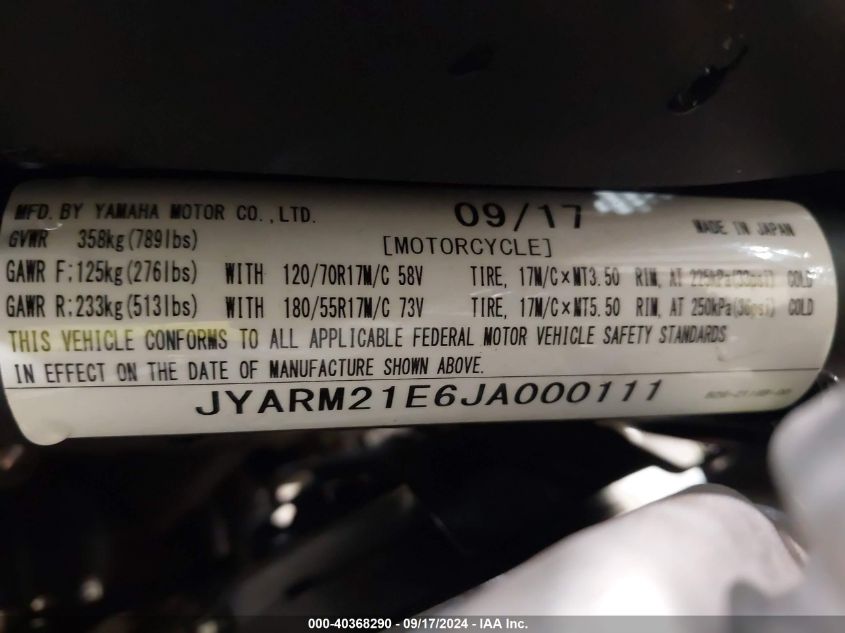 MFD. BY YAMAHA MOTOR CO., LTD. 09/17 MADE IN JAPAN
GVWR 358kg(789lbs) [MOTORCYCLE]
GAWR F:125kg(276lbs) WITH 120/70R17M/C 58V TIRE, 17M/C×MT3.50 RIM, AT 225kPa(33psi) COLD
GAWR R:233kg(513lbs) WITH 180/55R17M/C 73V TIRE, 17M/C×MT5.50 RIM, AT 250kPa(36psi) COLD
THIS VEHICLE CONFORMS TO ALL APPLICABLE FEDERAL MOTOR VEHICLE SAFETY STANDARDS
IN EFFECT ON THE DATE OF MANUFACTURE SHOWN ABOVE.
JYARM21E6JA000111
000-40368290 - 09/17/2024 - IAA Inc.